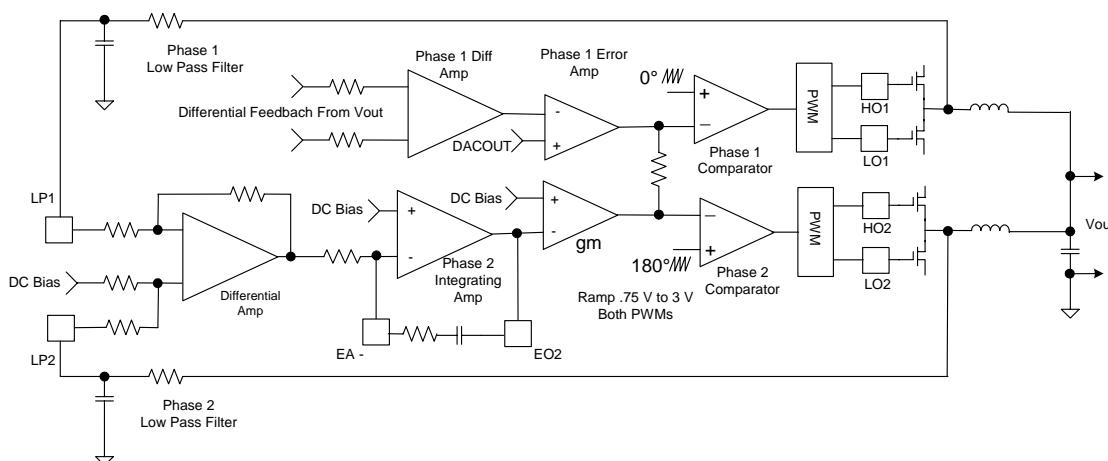 Phase 1
Low Pass Filter
Phase 1 Diff
Amp
Phase 1 Error
Amp
Differential Feedbach From Vout
DACOUT
-
+
0°
+
–
Phase 1
Comparator
PWM
HO1
LO1
LP1
DC Bias
LP2
Differential
Amp
DC Bias
+
-
Phase 2
Integrating
Amp
EA -
EO2
DC Bias
+
-
gm
180°
–
+
Phase 2
Comparator
Ramp .75 V to 3 V
Both PWMs
PWM
HO2
LO2
Vou
Phase 2
Low Pass Filter